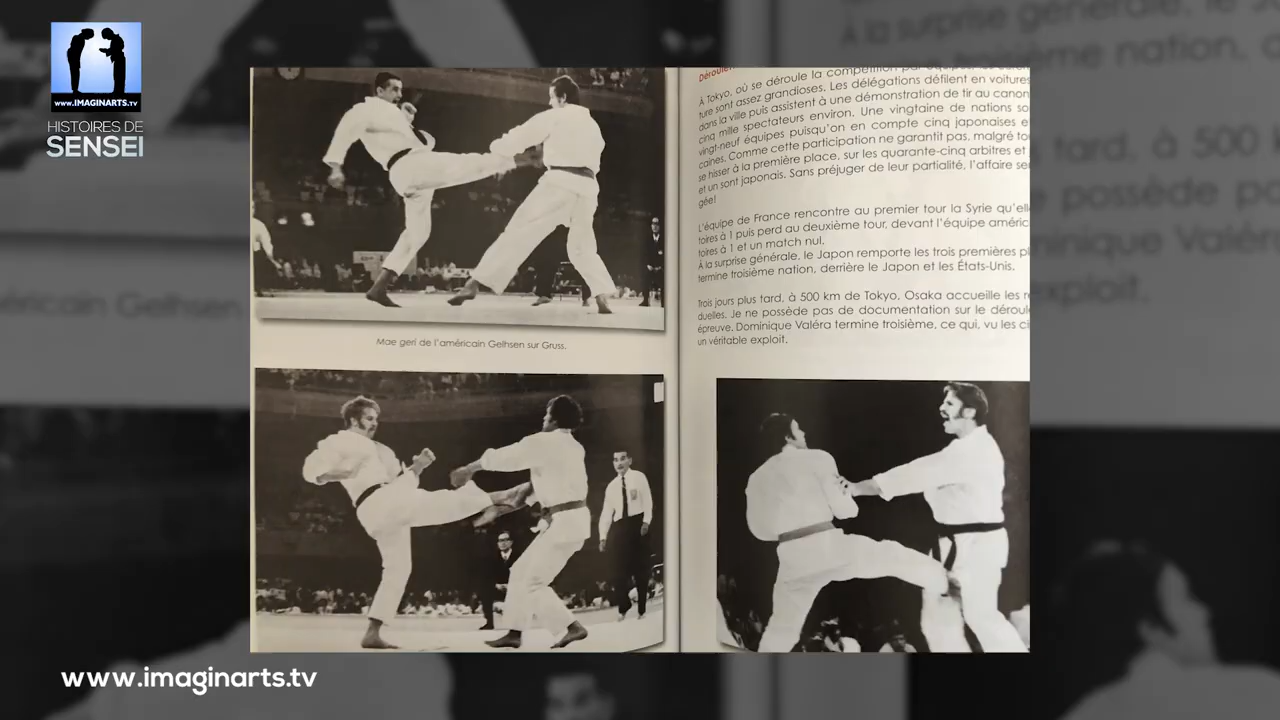 www.IMAGINARTS.tv
HISTOIRES DE
SENSEI
Mae geri de l'américain Gelhsen sur Gruss.
À Tokyo, où se déroule la compétition par
ture sont assez grandioses. Les délégations défilent en voitures
dans la ville puis assistent à une démonstration de tir au canon
cinq mille spectateurs environ. Une vingtaine de nations so
vingt-neuf équipes puisqu'on en compte cinq japonaises e
caines. Comme cette participation ne garantit pas, malgré to
se hisser à la première place, sur les quarante-cinq arbitres et
et un sont japonais. Sans préjuger de leur partialité, l'affaire se
gée!
L'équipe de France rencontre au premier tour la Syrie qu'ell
toires à 1 puis perd au deuxième tour, devant l'équipe améric
toires à 1 et un match nul.
À la surprise générale, le Japon remporte les trois premières pl
termine troisième nation, derrière le Japon et les États-Unis.
Trois jours plus tard, à 500 km de Tokyo, Osaka accueille les r
duelles. Je ne possède pas de documentation sur le déroul
épreuve. Dominique Valéra termine troisième, ce qui, vu les ci
un véritable exploit.
www.imaginarts.tv